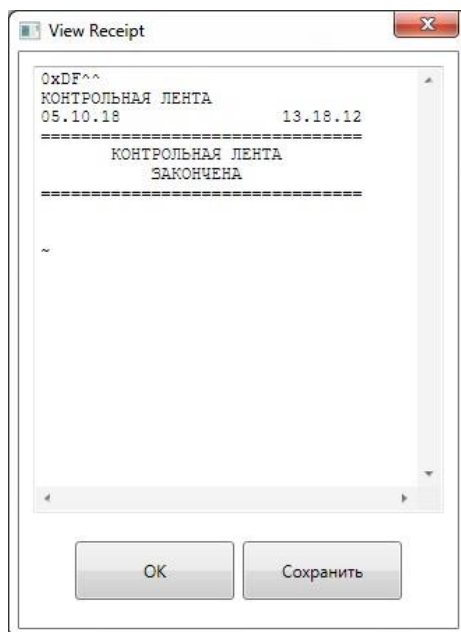 View Receipt
0xDF^^
КОНТРОЛЬНАЯ ЛЕНТА
05.10.18 13.18.12
================================
КОНТРОЛЬНАЯ ЛЕНТА
ЗАКОНЧЕНА
================================
~
OK
Сохранить